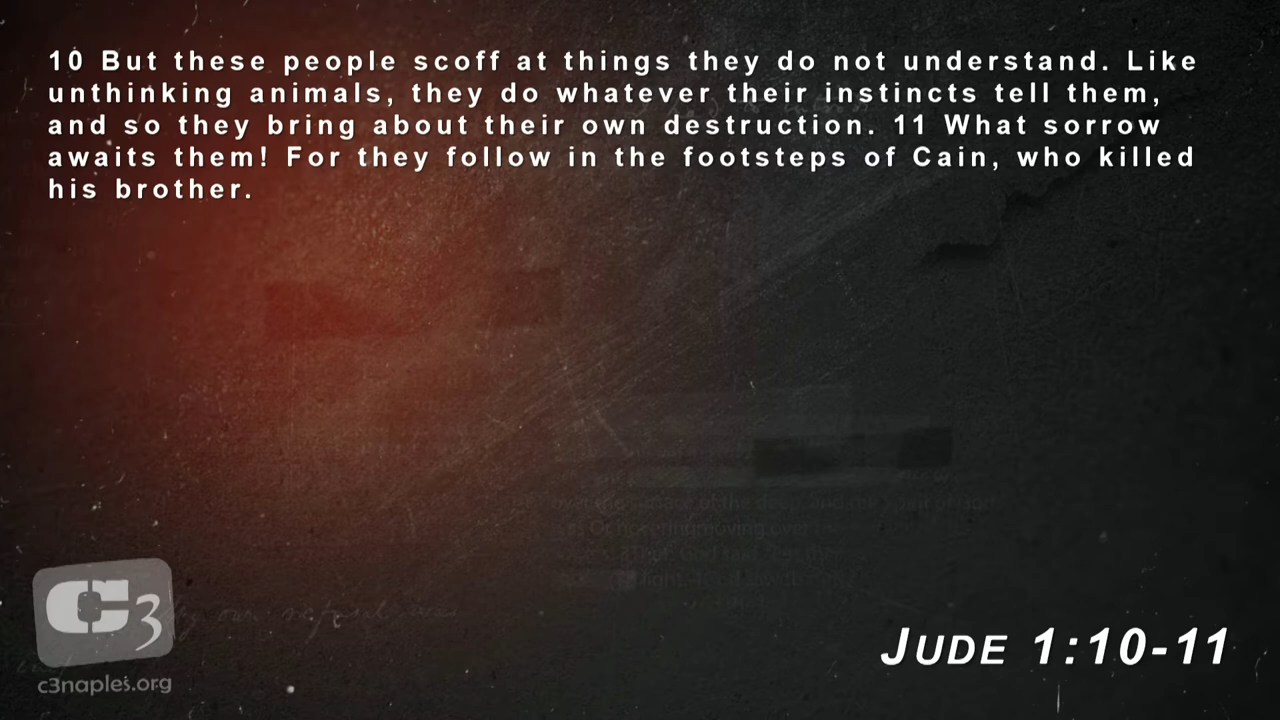 10 But these people scoff at things they do not understand. Like
unthinking animals, they do whatever their instincts tell them,
and so they bring about their own destruction. 11 What sorrow
awaits them! For they follow in the footsteps of Cain, who killed
his brother.
C3
c3naples.org
JUDE 1:10-11